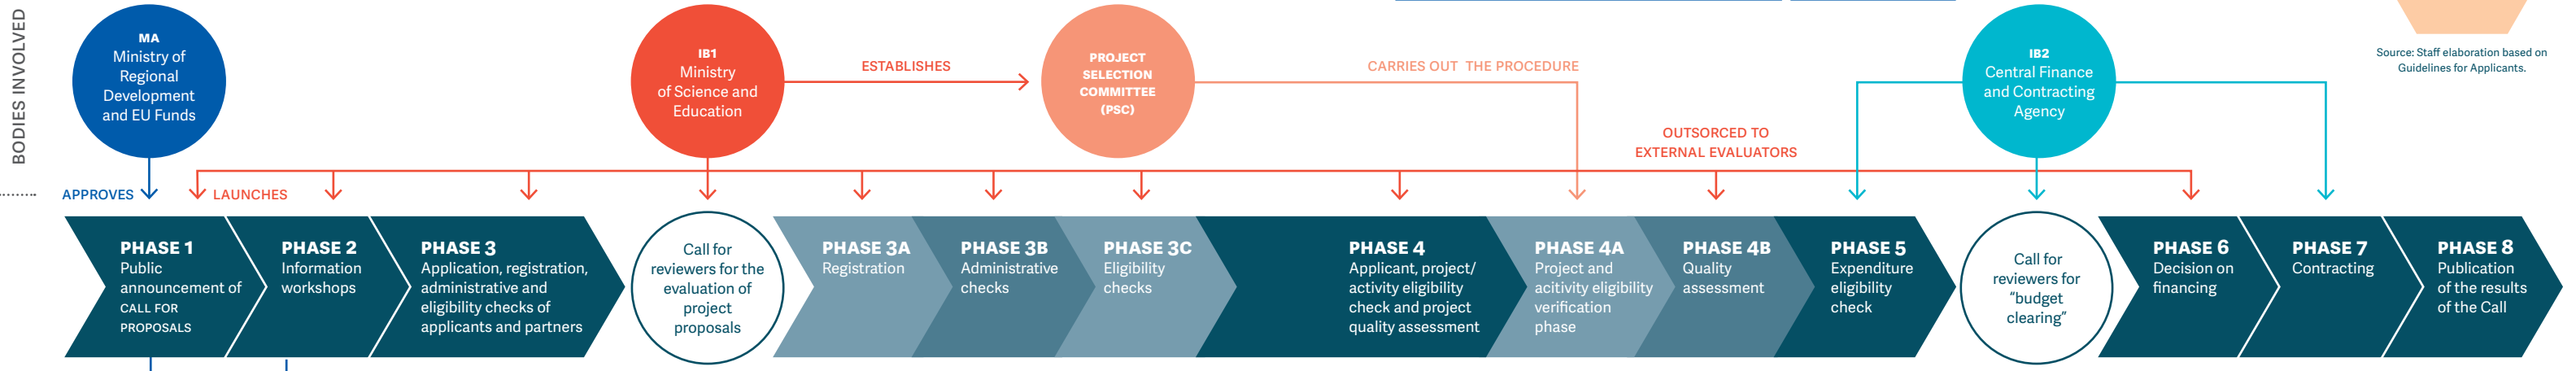 BODIES INVOLVED
MA
Ministry of
Regional
Development
and EU Funds
IB1
Ministry
of Science and
Education
ESTABLISHES
PROJECT
SELECTION
COMMITTEE
(PSC)
CARRIES OUT THE PROCEDURE
OUTSORCED TO
EXTERNAL EVALUATORS
IB2
Central Finance
and Contracting
Agency
Source: Staff elaboration based on
Guidelines for Applicants.
APPROVES
LAUNCHES
PHASE 1
Public
announcement of
CALL FOR
PROPOSALS
PHASE 2
Information
workshops
PHASE 3
Application, registration,
administrative and
eligibility checks of
applicants and partners
Call for
reviewers for the
evaluation of
project
proposals
PHASE 3A
Registration
PHASE 3B
Administrative
checks
PHASE 3C
Eligibility
checks
PHASE 4
Applicant, project/
activity eligibility
check and project
quality assessment
PHASE 4A
Project and
acitivity eligibility
verification
phase
PHASE 4B
Quality
assessment
PHASE 5
Expenditure
eligibility
check
Call for
reviewers for
“budget
clearing”
PHASE 6
Decision on
financing
PHASE 7
Contracting
PHASE 8
Publication
of the results
of the Call